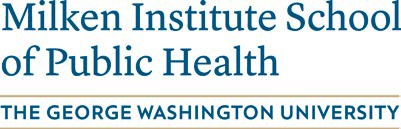 Milken Institute School
of Public Health
THE GEORGE WASHINGTON UNIVERSITY